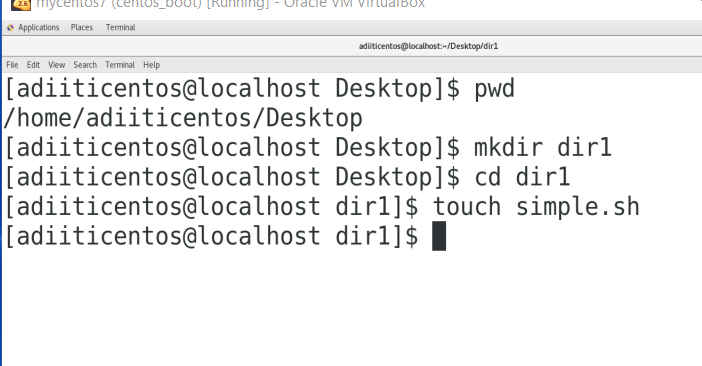 mycentos7 (centos_boot) [Running] - Oracle VM VirtualBox
Applications Places Terminal
adiiticentos@localhost:~/Desktop/dir1
File Edit View Search Terminal Help
[adiiticentos@localhost Desktop]$ pwd
/home/adiiticentos/Desktop
[adiiticentos@localhost Desktop]$ mkdir dir1
[adiiticentos@localhost Desktop]$ cd dir1
[adiiticentos@localhost dir1]$ touch simple.sh
[adiiticentos@localhost dir1]$